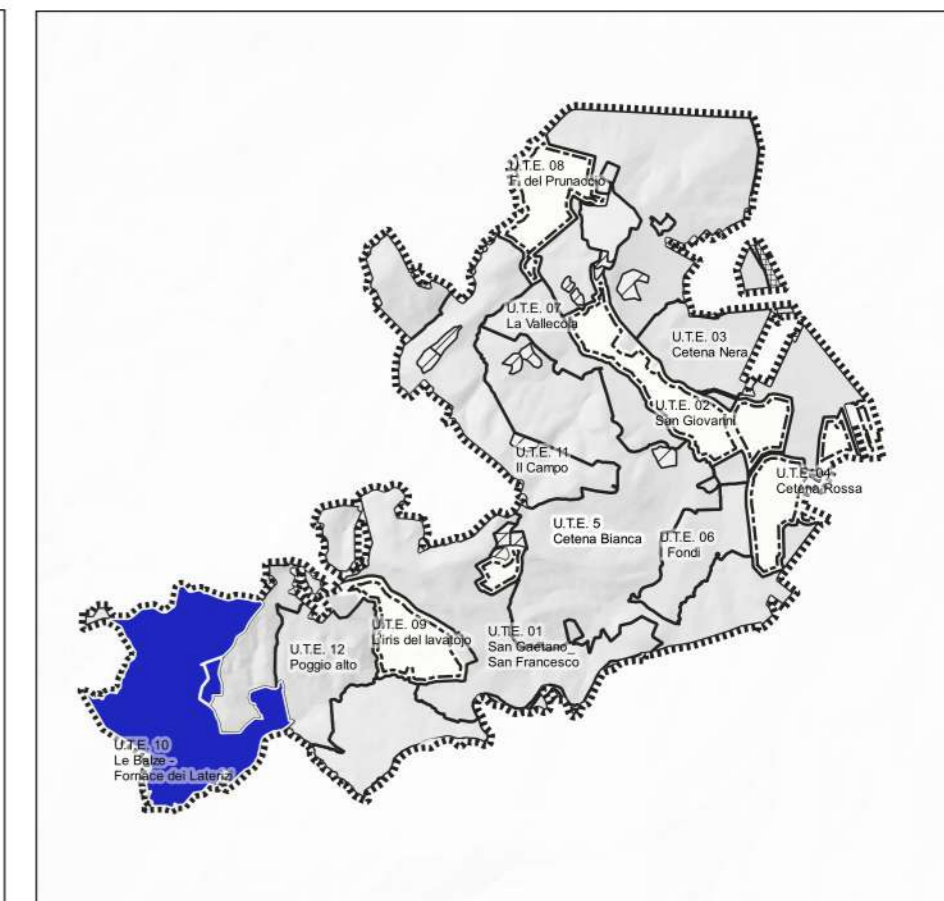 U.T.E. 08
T. del Prunaccio
U.T.E. 07
La Vallecola
U.T.E. 03
Cetena Nera
U.T.E. 02
San Giovanni
U.T.E. 11
Il Campo
U.T.E. 04
Cetena Rossa
U.T.E. 5
Cetena Bianca
U.T.E. 06
I Fondi
U.T.E. 09
L'iris del lavatoio
U.T.E. 01
San Gaetano_
San Francesco
U.T.E. 12
Poggio alto
U.T.E. 10
Le Balze -
Fornace dei Laterizi